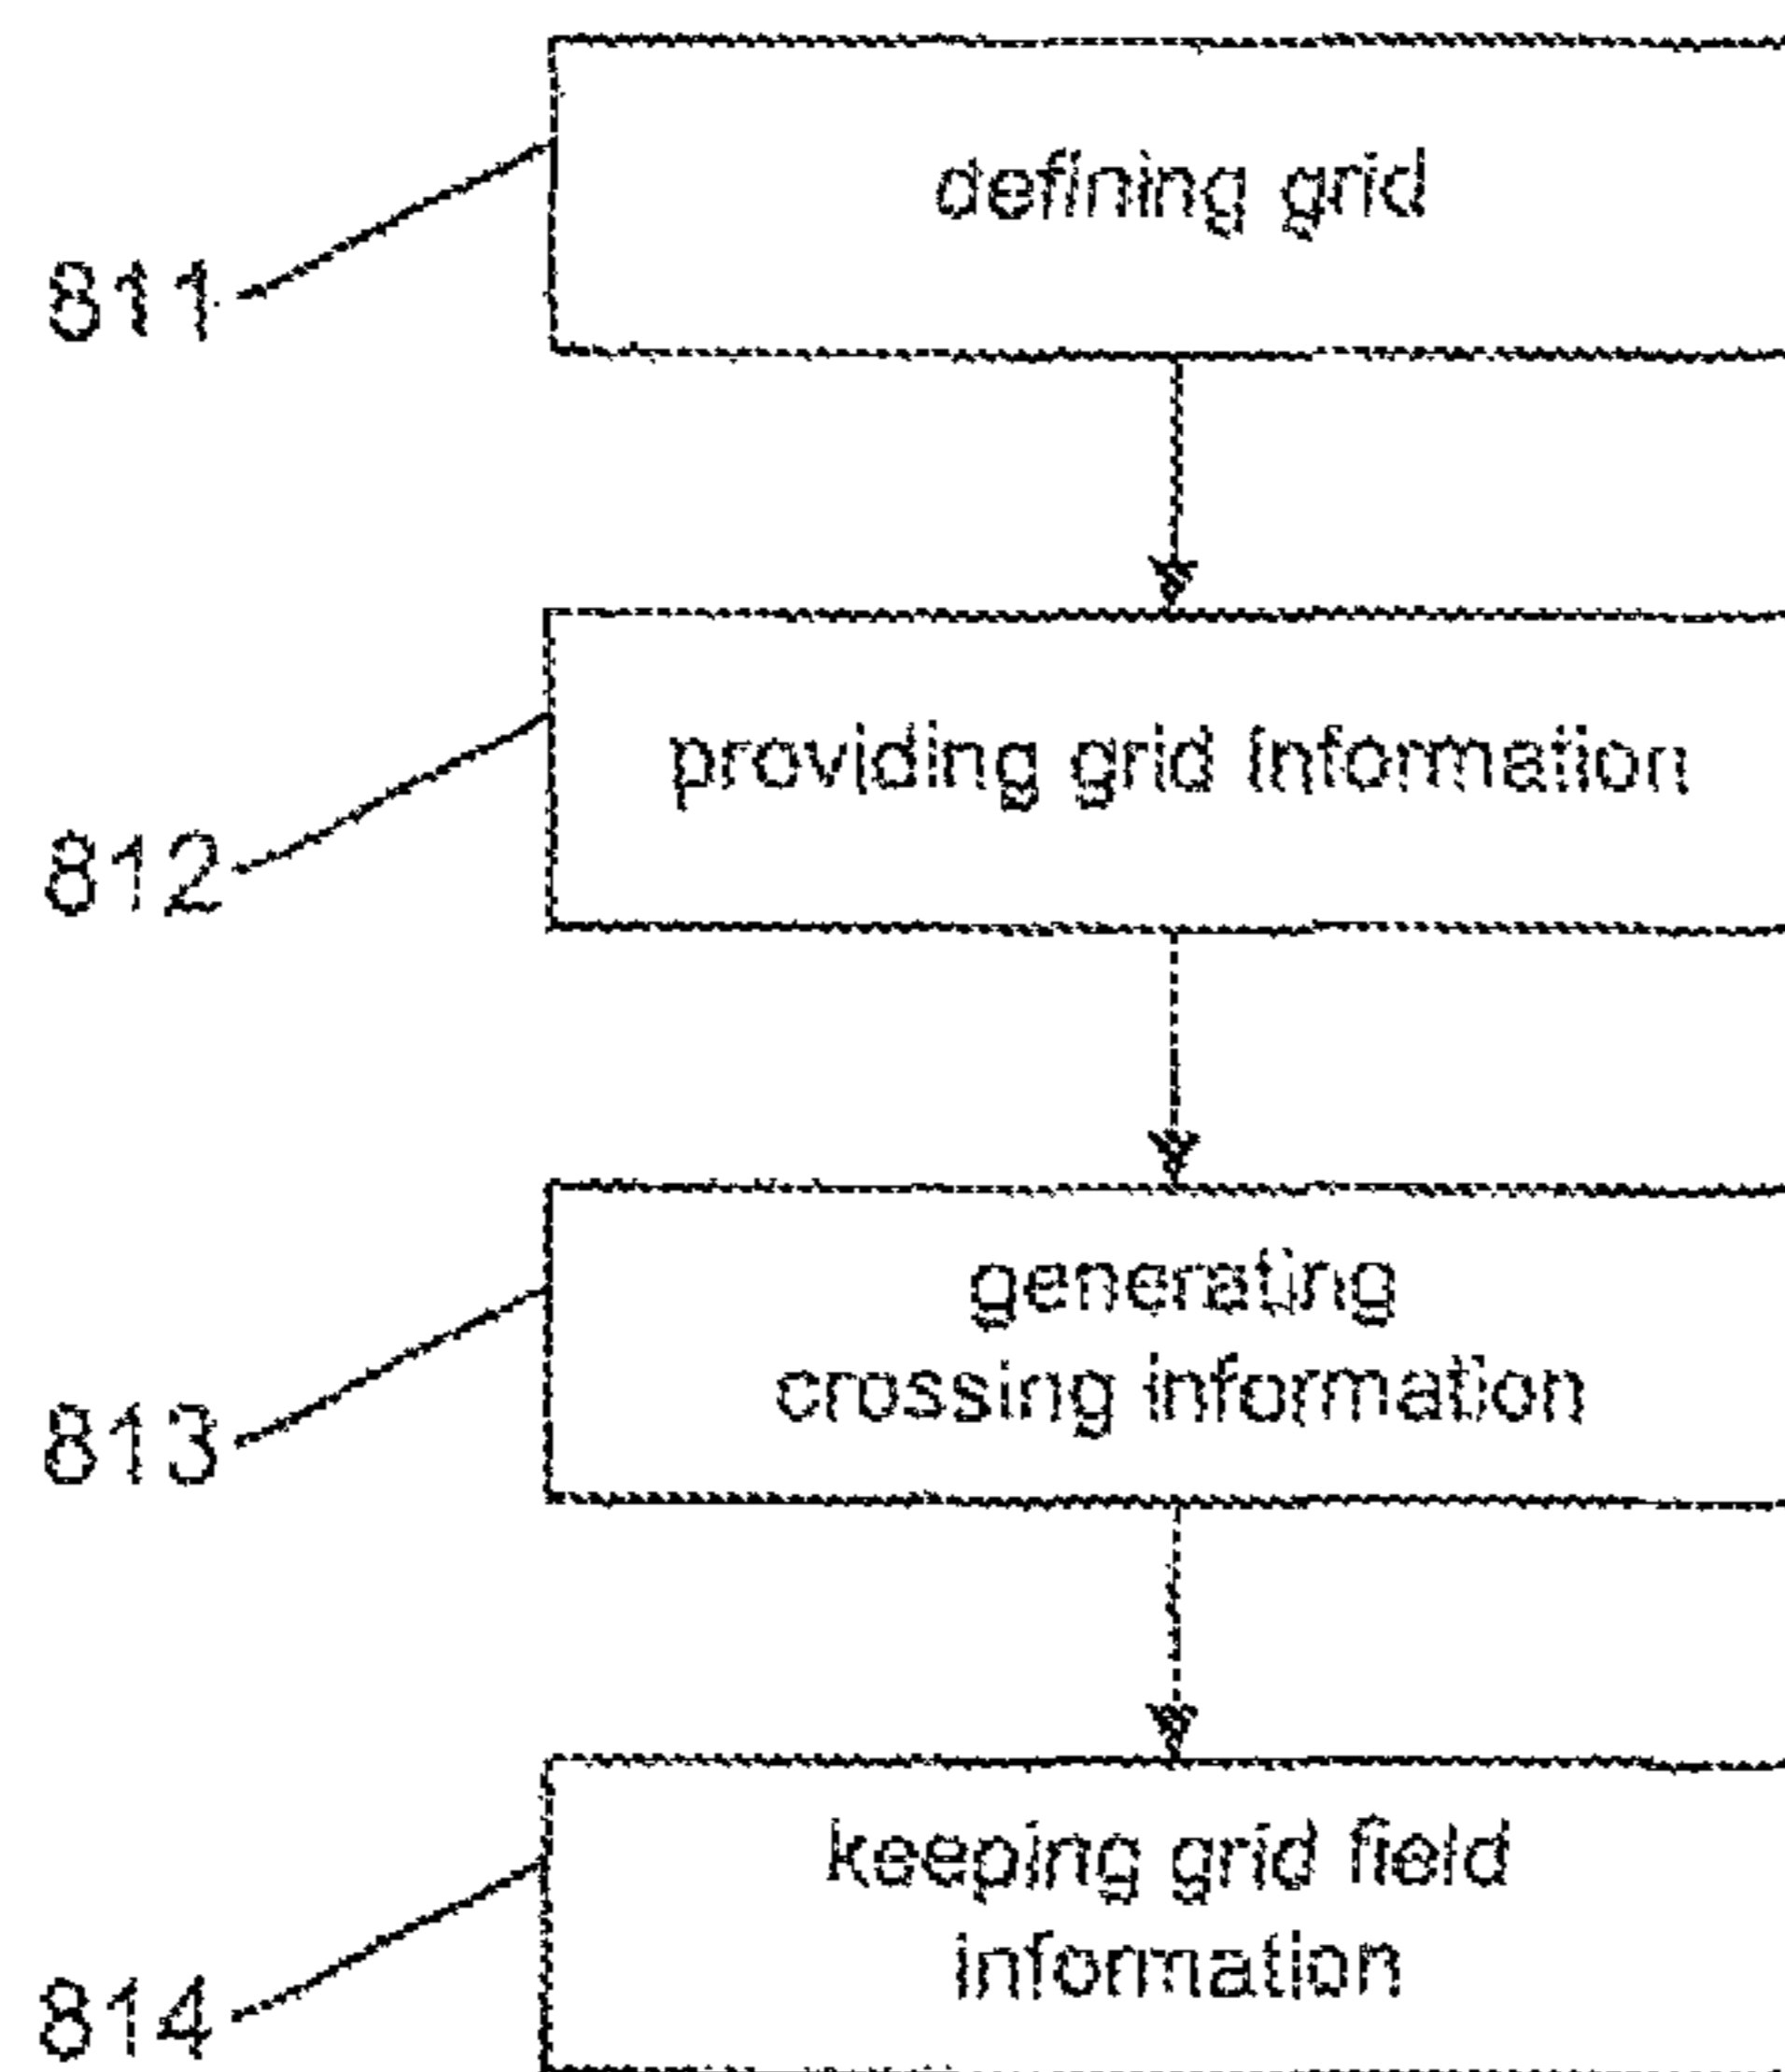 defining grid
811
providing grid information
812
generating
crossing information
813
keeping grid field
information
814